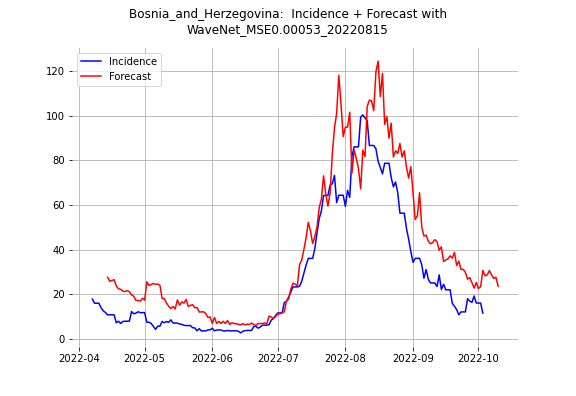 Bosnia_and_Herzegovina:  Incidence + Forecast with
WaveNet_MSE0.00053_20220815
Incidence
Forecast
120
100
80
60
40
20
0
2022-04 2022-05 2022-06 2022-07 2022-08 2022-09 2022-10